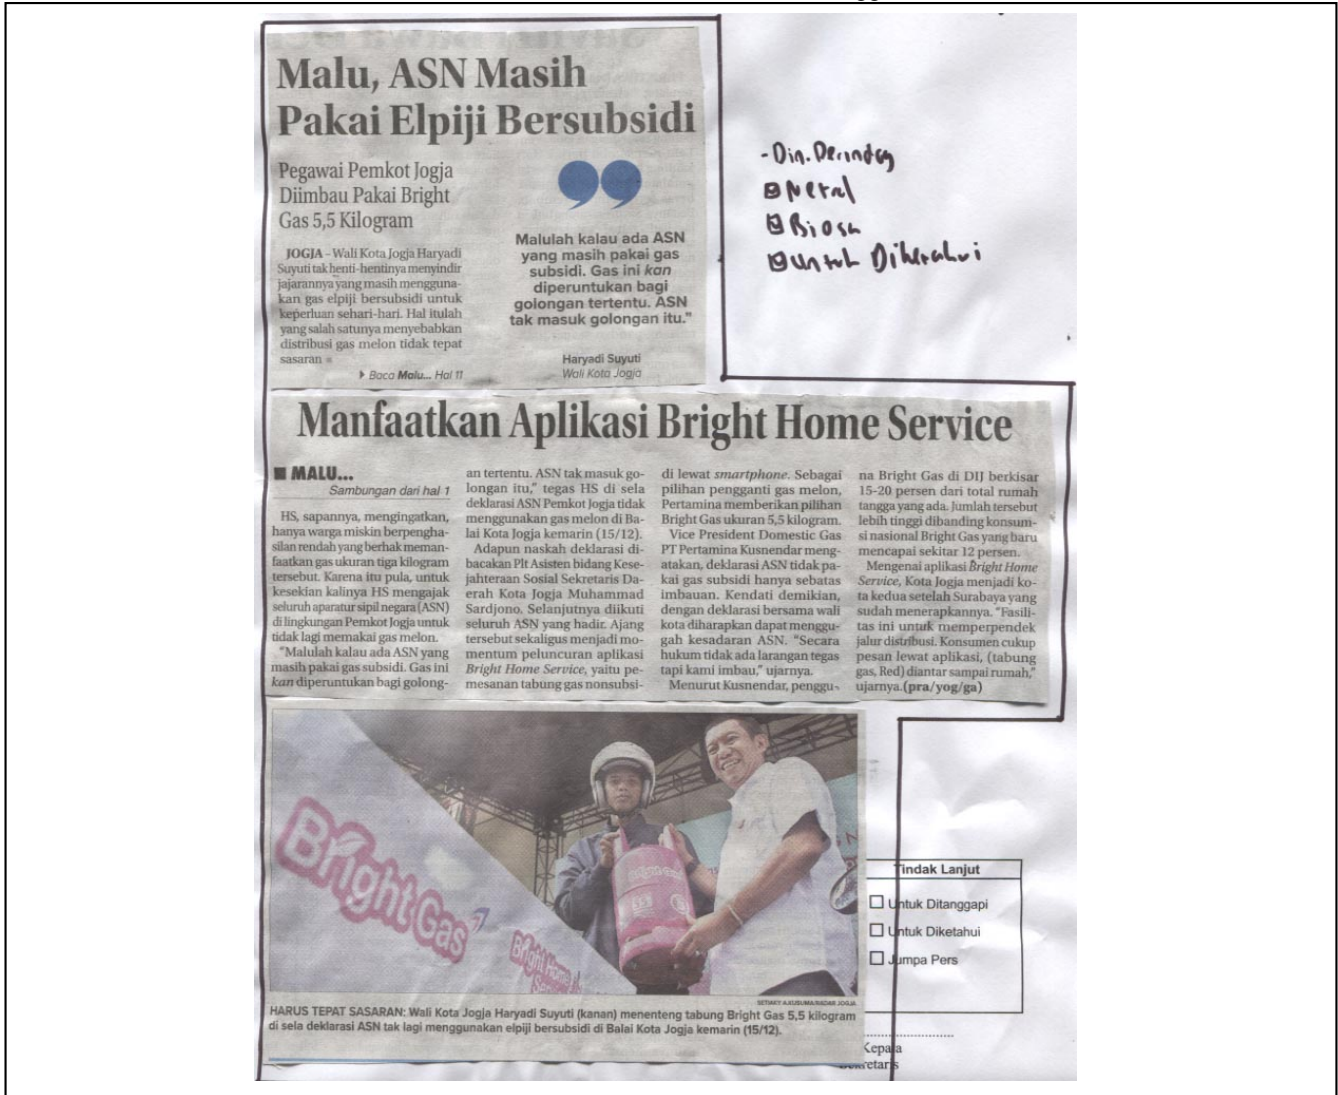 Malu, ASN Masih
Pakai Elpiji Bersubsidi
Pegawai Pemkot Jogja
Diimbau Pakai Bright
Gas 5,5 Kilogram
JOGJA - Wali Kota Jogja Haryadi
Suyuti tak henti-hentinya menyindir
jajarannya yang masih mengguna-
kan gas elpiji bersubsidi untuk
keperluan sehari-hari. Hal itulah
yang salah satunya menyebabkan
distribusi gas melon tidak tepat
sasaran
Baca Malu... Hal 11
Malulah kalau ada ASN
yang masih pakai gas
subsidi. Gas ini kan
diperuntukan bagi
golongan tertentu. ASN
tak masuk golongan itu."
Haryadi Suyuti
Wali Kota Jogja
- Din. Perindag
Netral
Biasa
Untuk Diketahui
Manfaatkan Aplikasi Bright Home Service
MALU...
Sambungan dari hal 1
HS, sapannya, mengingatkan,
hanya warga miskin berpengha-
silan rendah yang berhak meman-
faatkan gas ukuran tiga kilogram
tersebut. Karena itu pula, untuk
kesekian kalinya HS mengajak
seluruh aparatur sipil negara (ASN)
di lingkungan Pemkot Jogja untuk
tidak lagi memakai gas melon.
"Malulah kalau ada ASN yang
masih pakai gas subsidi. Gas ini
kan diperuntukan bagi golong-
an tertentu. ASN tak masuk go-
longan itu," tegas HS di sela
deklarasi ASN Pemkot Jogja tidak
menggunakan gas melon di Ba-
lai Kota Jogja kemarin (15/12).
Adapun naskah deklarasi di-
bacakan Plt Asisten bidang Kese-
jahteraan Sosial Sekretaris Da-
erah Kota Jogja Muhammad
Sardjono. Selanjutnya diikuti
seluruh ASN yang hadir. Ajang
tersebut sekaligus menjadi mo-
mentum peluncuran aplikasi
Bright Home Service, yaitu pe-
mesanan tabung gas nonsubsi-
di lewat smartphone. Sebagai
pilihan pengganti gas melon,
Pertamina memberikan pilihan
Bright Gas ukuran 5,5 kilogram.
Vice President Domestic Gas
PT Pertamina Kusnendar meng-
atakan, deklarasi ASN tidak pa-
kai gas subsidi hanya sebatas
imbauan. Kendati demikian,
dengan deklarasi bersama wali
kota diharapkan dapat menggu-
gah kesadaran ASN. "Secara
hukum tidak ada larangan tegas
tapi kami imbau," ujarnya.
Menurut Kusnendar, penggu-
na Bright Gas di DIJ berkisar
15-20 persen dari total rumah
tangga yang ada. Jumlah tersebut
lebih tinggi dibanding konsum-
si nasional Bright Gas yang baru
mencapai sekitar 12 persen.
Mengenai aplikasi Bright Home
Service, Kota Jogja menjadi ko-
ta kedua setelah Surabaya yang
sudah menerapkannya. "Fasili-
tas ini untuk memperpendek
jalur distribusi. Konsumen cukup
pesan lewat aplikasi, (tabung
gas, Red) diantar sampai rumah,"
ujarnya.(pra/yog/ga)
Bright Gas
Bright Home
Service
SETIAKY A.KUSUMA/RADAR JOGJA
HARUS TEPAT SASARAN: Wali Kota Jogja Haryadi Suyuti (kanan) menenteng tabung Bright Gas 5,5 kilogram
di sela deklarasi ASN tak lagi menggunakan elpiji bersubsidi di Balai Kota Jogja kemarin (15/12).
Tindak Lanjut
Untuk Ditanggapi
Untuk Diketahui
Jumpa Pers
Kepala
Sekretaris